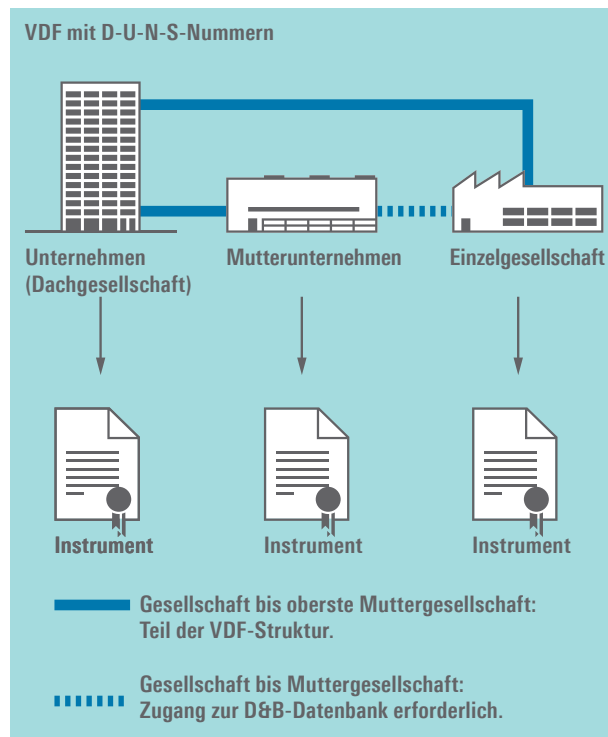 VDF mit D-U-N-S-Nummern
Unternehmen
(Dachgesellschaft)
Mutterunternehmen
Einzelgesellschaft
Instrument
Instrument
Instrument
Gesellschaft bis oberste Muttergesellschaft:
Teil der VDF-Struktur.
Gesellschaft bis Muttergesellschaft:
Zugang zur D&B-Datenbank erforderlich.